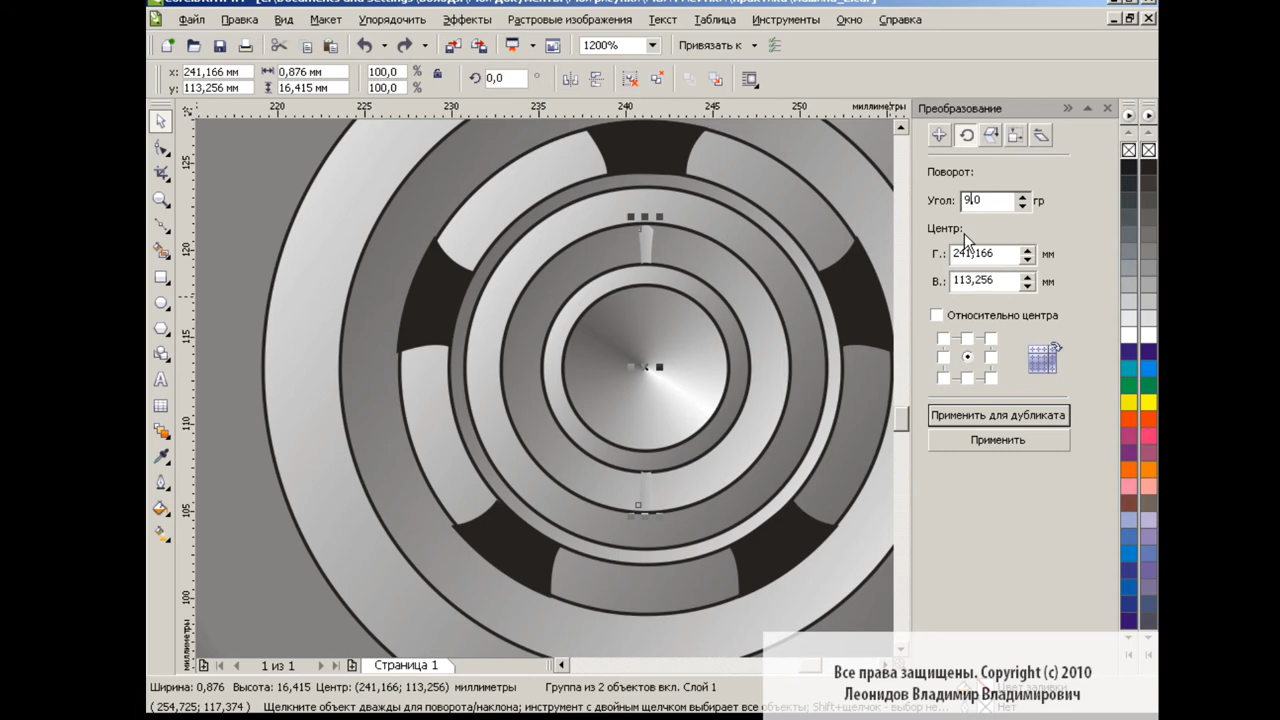 Файл Правка Вид Макет Упорядочить Эффекты Растровые изображения Текст Таблица Инструменты Окно Справка
1200% Привязать к
x: 241,166 мм 0,876 мм 100,0 % 0,0 °
y: 113,256 мм 16,415 мм 100,0 %
220 225 230 235 240 245 250 миллиметры
125
120
115
110
105
100
Преобразование
Поворот:
Угол: 9,0 гр
Центр:
Г.: 241,166 мм
В.: 113,256 мм
Относительно центра
Применить для дубликата
Применить
1 из 1 Страница 1
Ширина: 0,876 Высота: 16,415 Центр: (241,166; 113,256) миллиметры Группа из 2 объектов вкл. Слой 1
( 254,725; 117,374 ) Щелкните объект дважды для поворота/наклона; инструмент с двойным щелчком выбирает все объекты; Shift+щелчок - выбор не...
Все права защищены. Copyright (c) 2010
Леонидов Владимир Владимирович